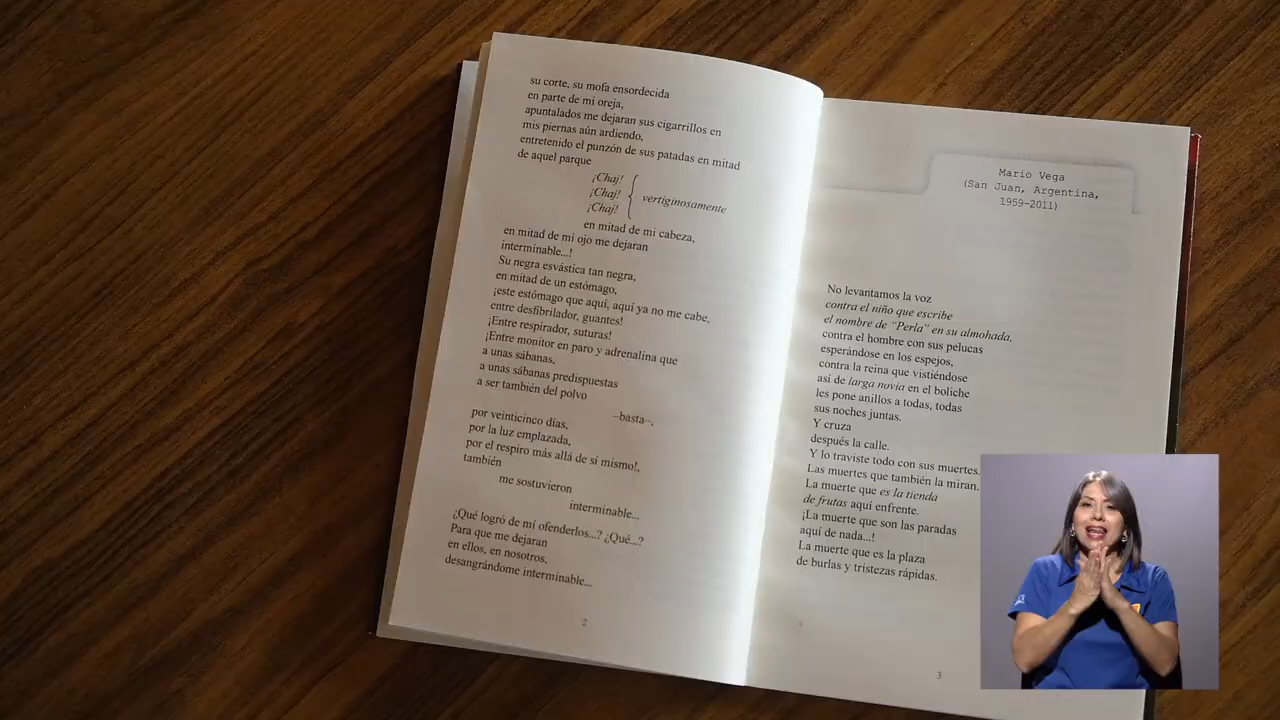 su corte, su mofa ensordecida
en parte de mi oreja,
apuntalados me dejaran sus cigarrillos en
mis piernas aún ardiendo,
entretenido el punzón de sus patadas en mitad
de aquel parque
¡Chaj!
¡Chaj! { vertiginosamente
¡Chaj!
en mitad de mi cabeza,
en mitad de mi ojo me dejaran
interminable...!
Su negra esvástica tan negra,
en mitad de un estómago,
¡este estómago que aquí, aquí ya no me cabe,
entre desfibrilador, guantes!
¡Entre respirador, suturas!
¡Entre monitor en paro y adrenalina que
a unas sábanas,
a unas sábanas predispuestas
a ser también del polvo
–basta–,
por veinticinco días,
por la luz emplazada,
por el respiro más allá de sí mismo!,
también
me sostuvieron
interminable...
¿Qué logró de mi ofenderlos...? ¿Qué...?
Para que me dejaran
en ellos, en nosotros,
desangrándome interminable...
2
Mario Vega
(San Juan, Argentina,
1959-2011)
No levantamos la voz
contra el niño que escribe
el nombre de "Perla" en su almohada,
contra el hombre con sus pelucas
esperándose en los espejos,
contra la reina que vistiéndose
así de larga novia en el boliche
les pone anillos a todas, todas
sus noches juntas.
Y cruza
después la calle.
Y lo traviste todo con sus muertes.
Las muertes que también la miran.
La muerte que es la tienda
de frutas aquí enfrente.
¡La muerte que son las paradas
aquí de nada...!
La muerte que es la plaza
de burlas y tristezas rápidas.
3